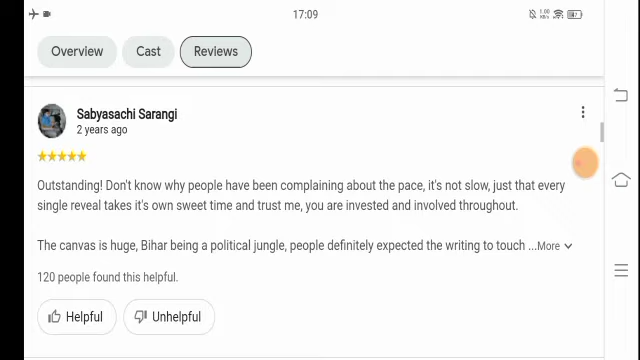 17:09
Overview Cast Reviews
Sabyasachi Sarangi
2 years ago
Outstanding! Don't know why people have been complaining about the pace, it's not slow, just that every
single reveal takes it's own sweet time and trust me, you are invested and involved throughout.
The canvas is huge, Bihar being a political jungle, people definitely expected the writing to touch ...More
120 people found this helpful.
Helpful Unhelpful